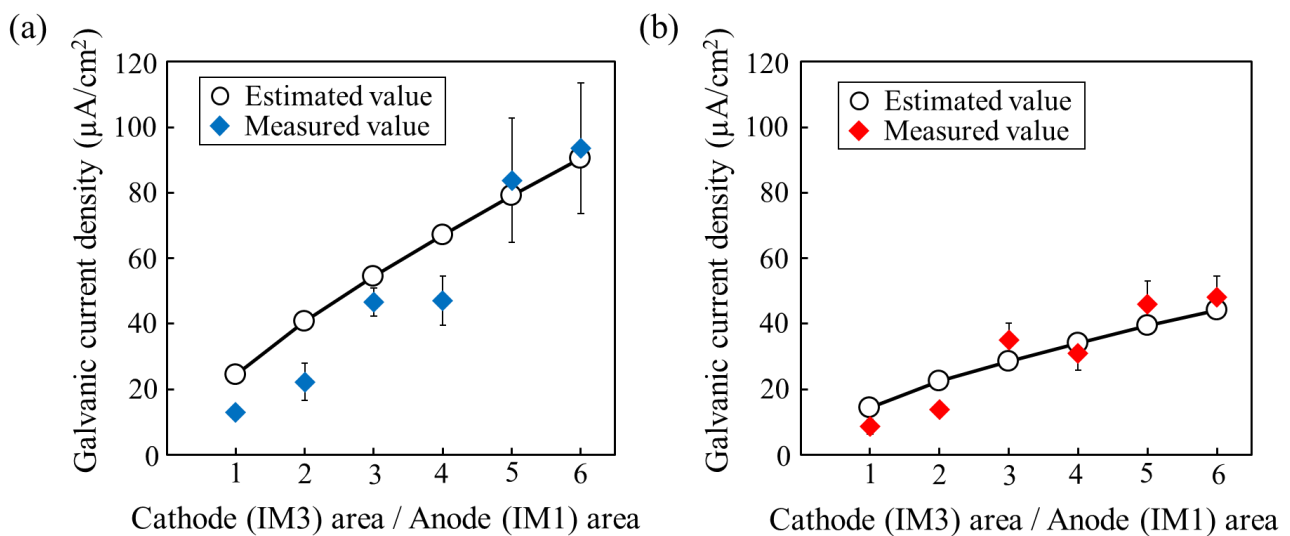 (a)
Galvanic current density (µA/cm²)
120
100
80
60
40
20
0
Estimated value
Measured value
1 2 3 4 5 6
Cathode (IM3) area / Anode (IM1) area
(b)
Galvanic current density (µA/cm²)
120
100
80
60
40
20
0
Estimated value
Measured value
1 2 3 4 5 6
Cathode (IM3) area / Anode (IM1) area